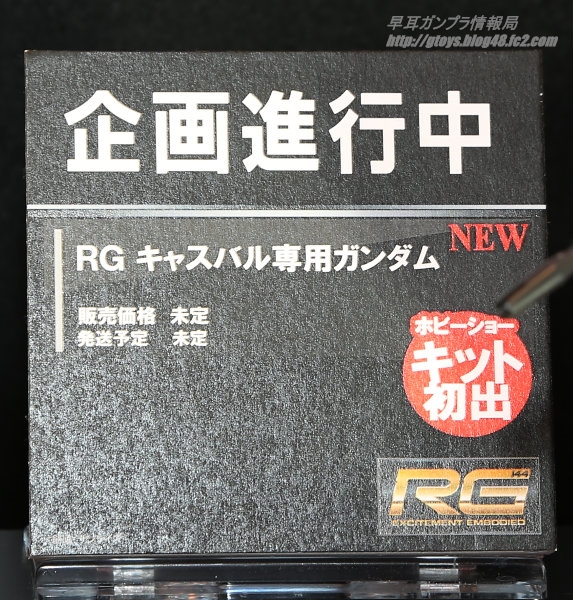 早耳ガンプラ情報局
http://gtoys.blog48.fc2.com
企画進行中
NEW
RG キャスバル専用ガンダム
販売価格 未定
発送予定 未定
ホビーショー
キット
初出
1/44
RG
EXCITEMENT EMBODIED